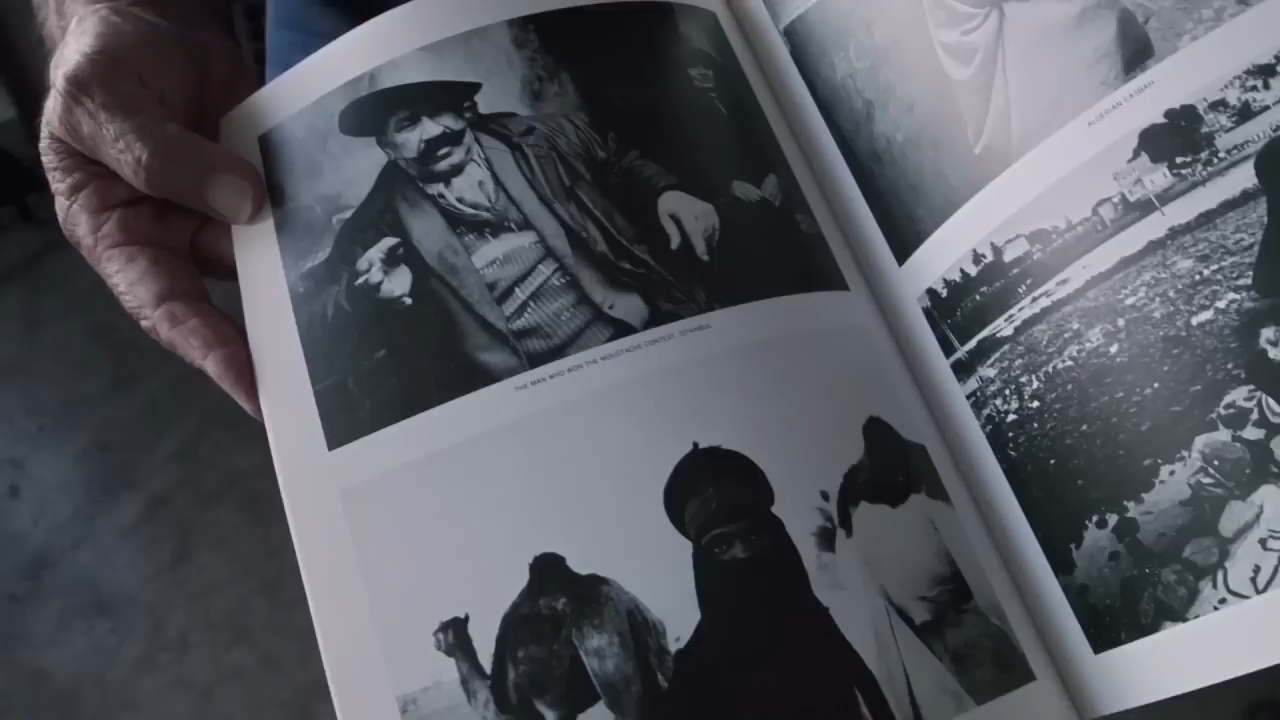 THE MAN WHO WON THE MOUSTACHE CONTEST, ISTANBUL
ALGERIAN CASBAH